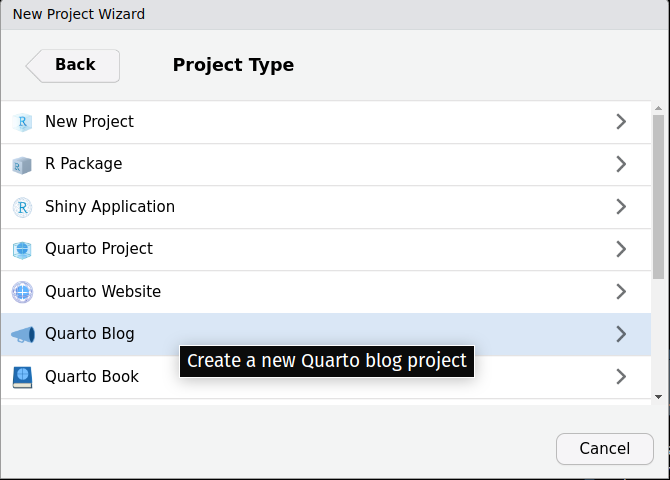 New Project Wizard
Back
Project Type
R New Project
R R Package
R Shiny Application
Quarto Project
Quarto Website
Quarto Blog
Create a new Quarto blog project
Quarto Book
Cancel